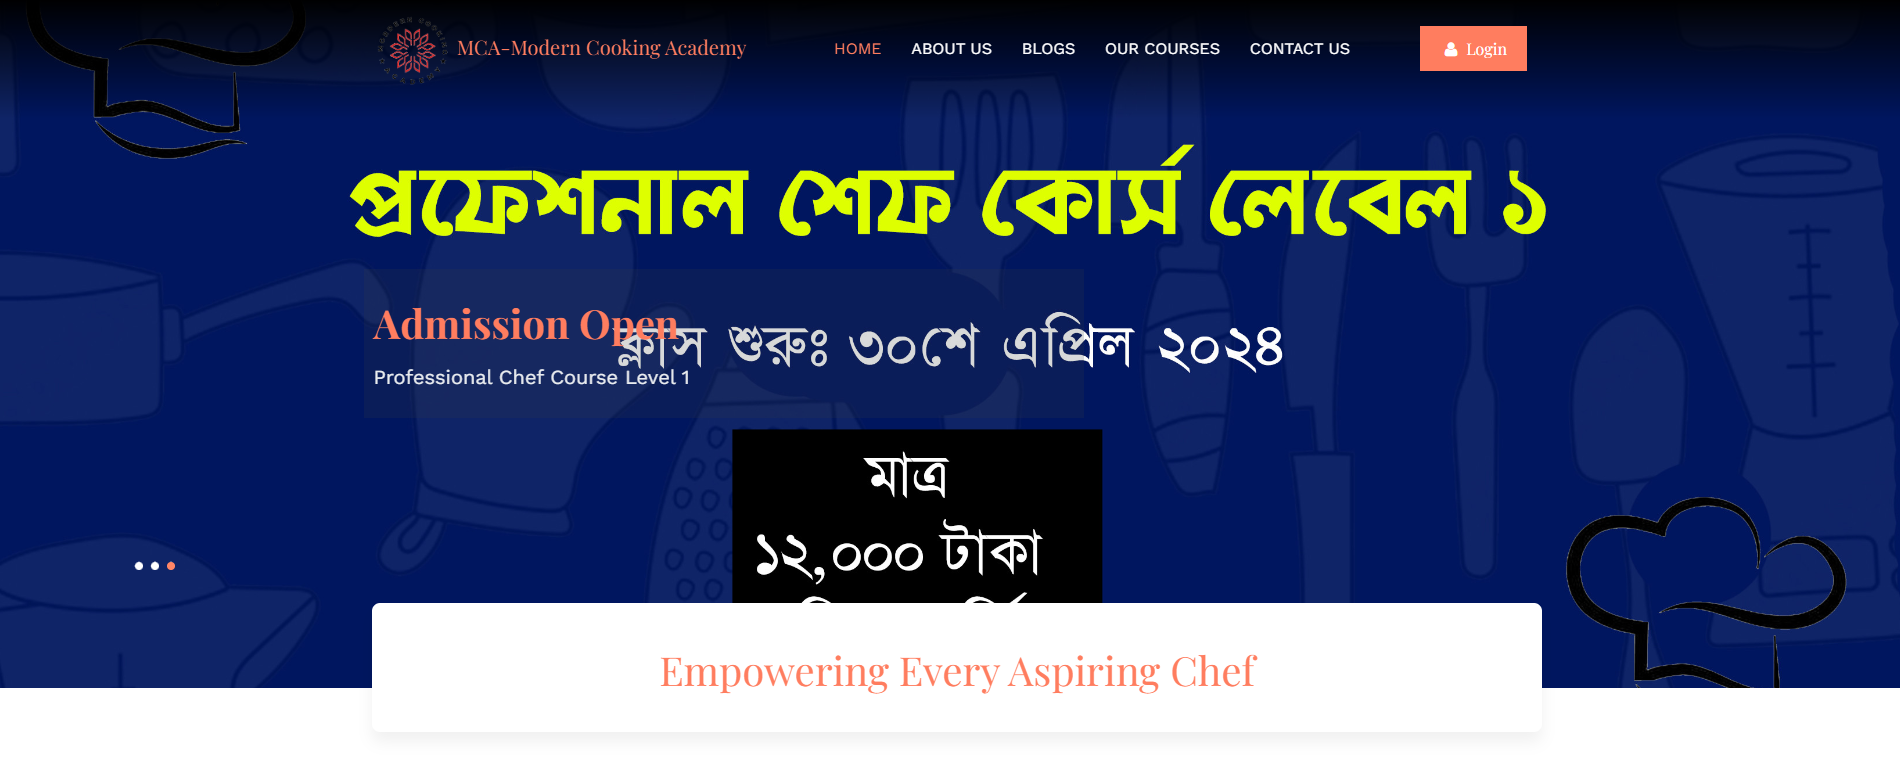 MCA-Modern Cooking Academy
HOME ABOUT US BLOGS OUR COURSES CONTACT US
Login
প্রফেশনাল শেফ কোর্স লেবেল ১
Admission Open
ক্লাস শুরুঃ ৩০শে এপ্রিল ২০২৪
Professional Chef Course Level 1
মাত্র
১২,০০০ টাকা
Empowering Every Aspiring Chef